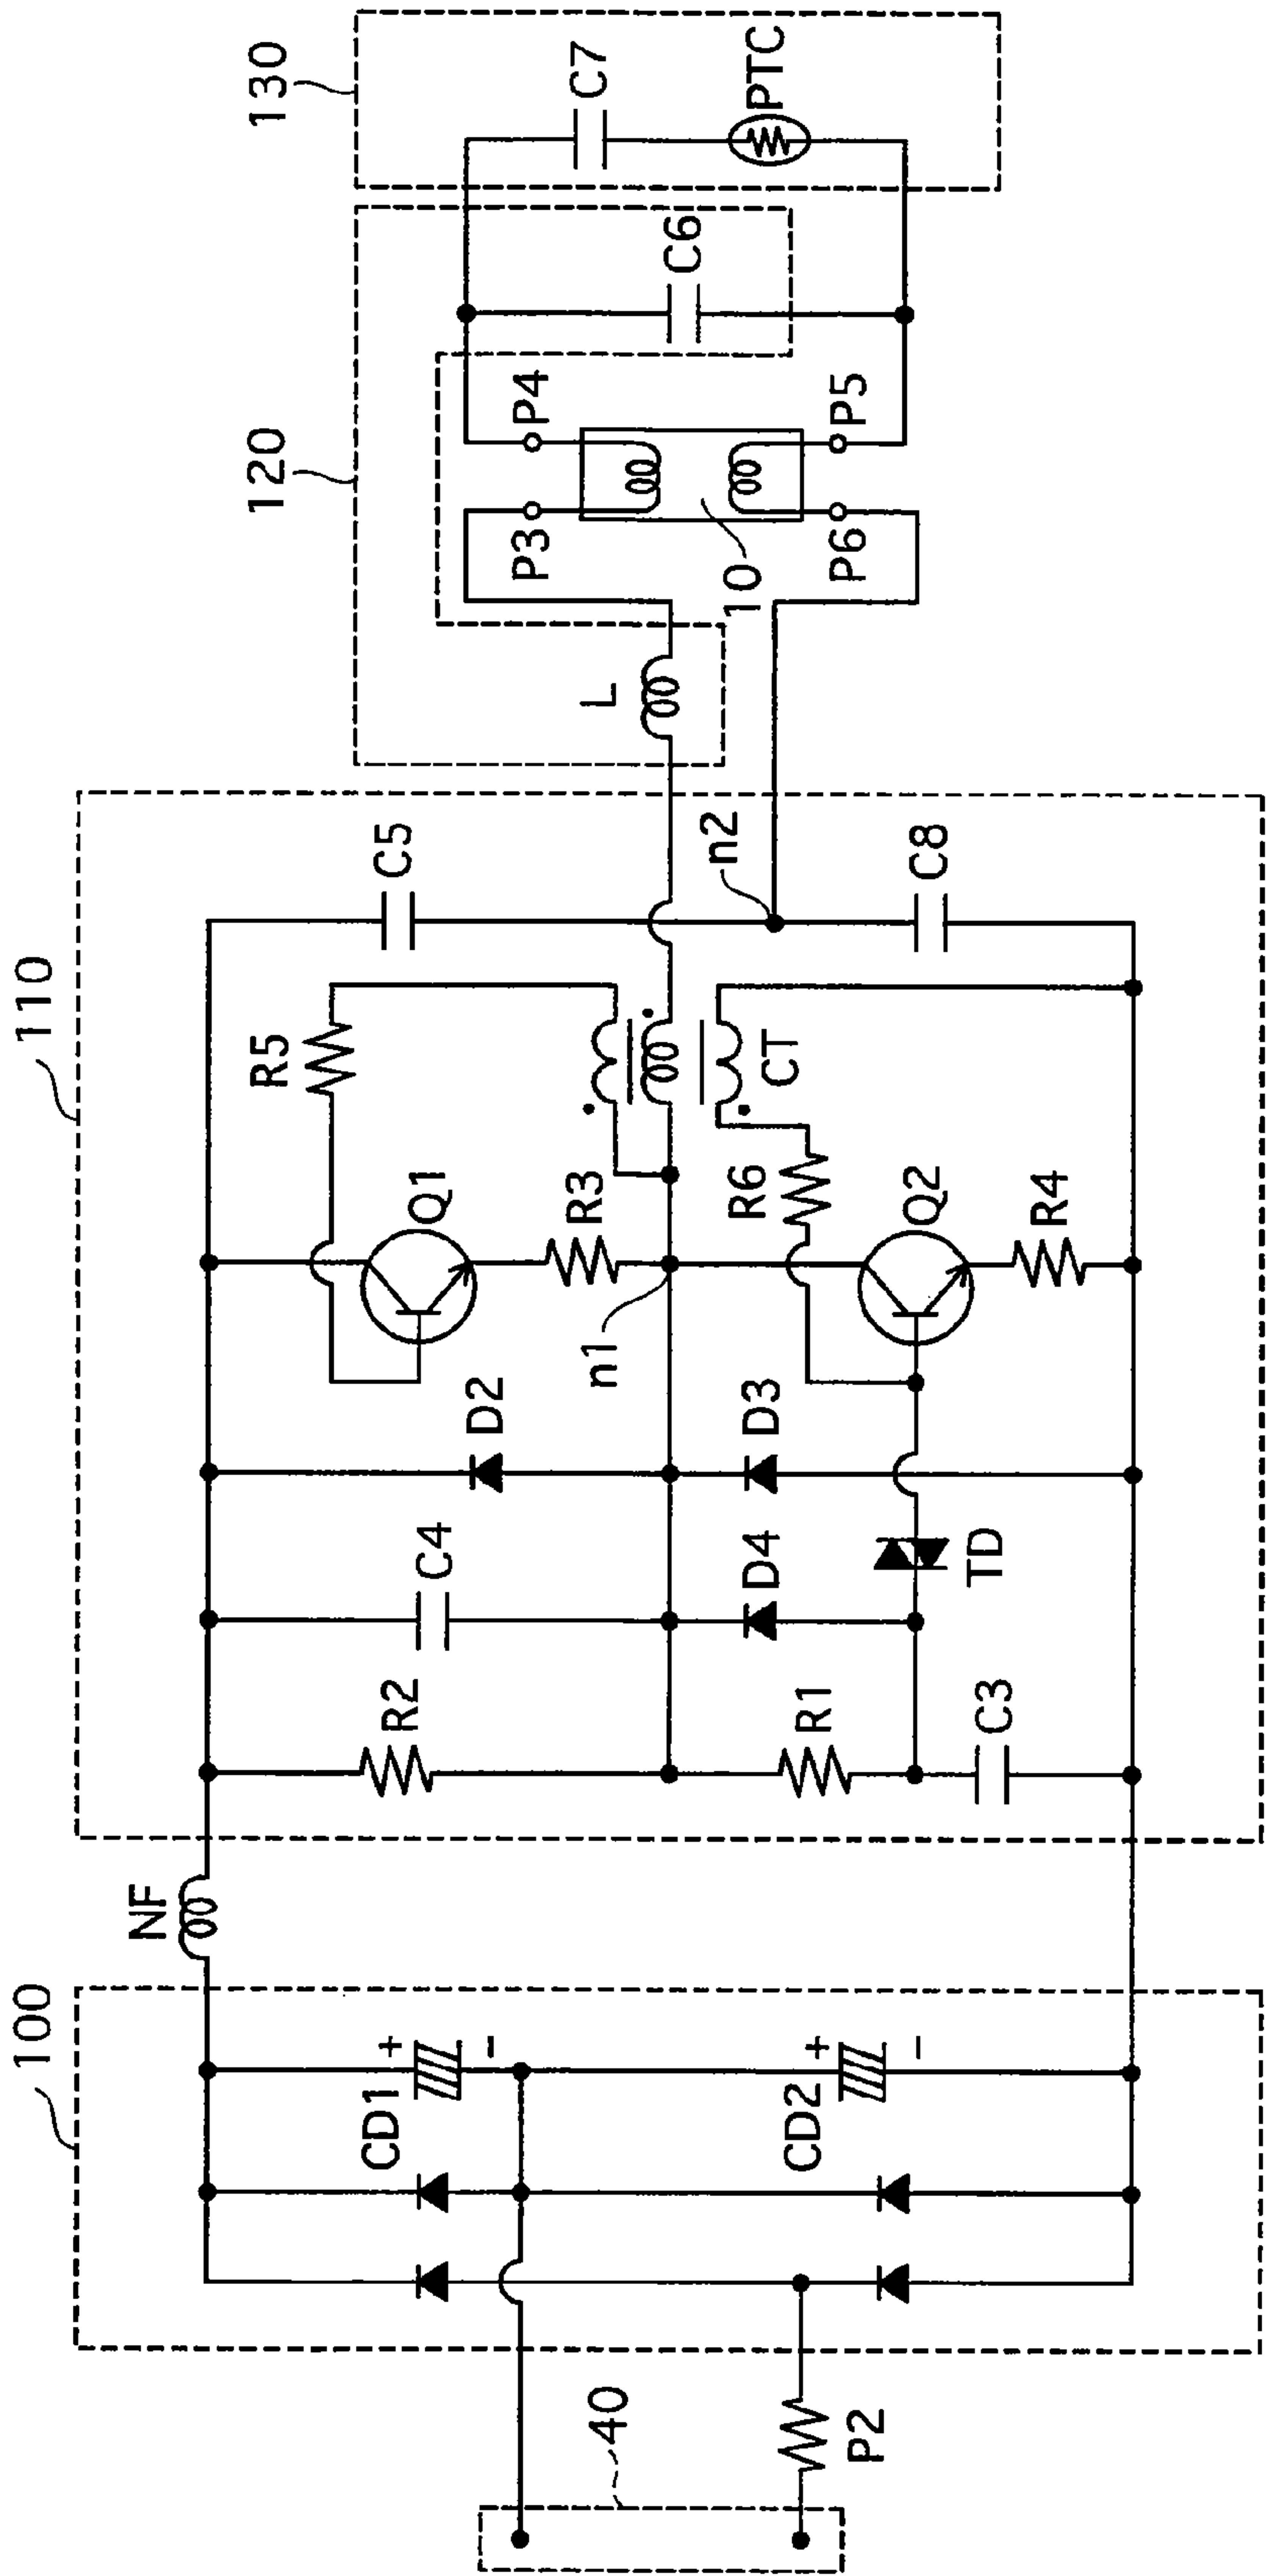 130
C7
PTC
120
C6
P4
P5
P3
P6
10
L
110
C5
n2
C8
R5
CT
Q1
R3
R6
Q2
R4
n1
D2
D3
C4
D4
TD
R2
R1
C3
NF
100
+
-
+
-
CD1
CD2
40
P2